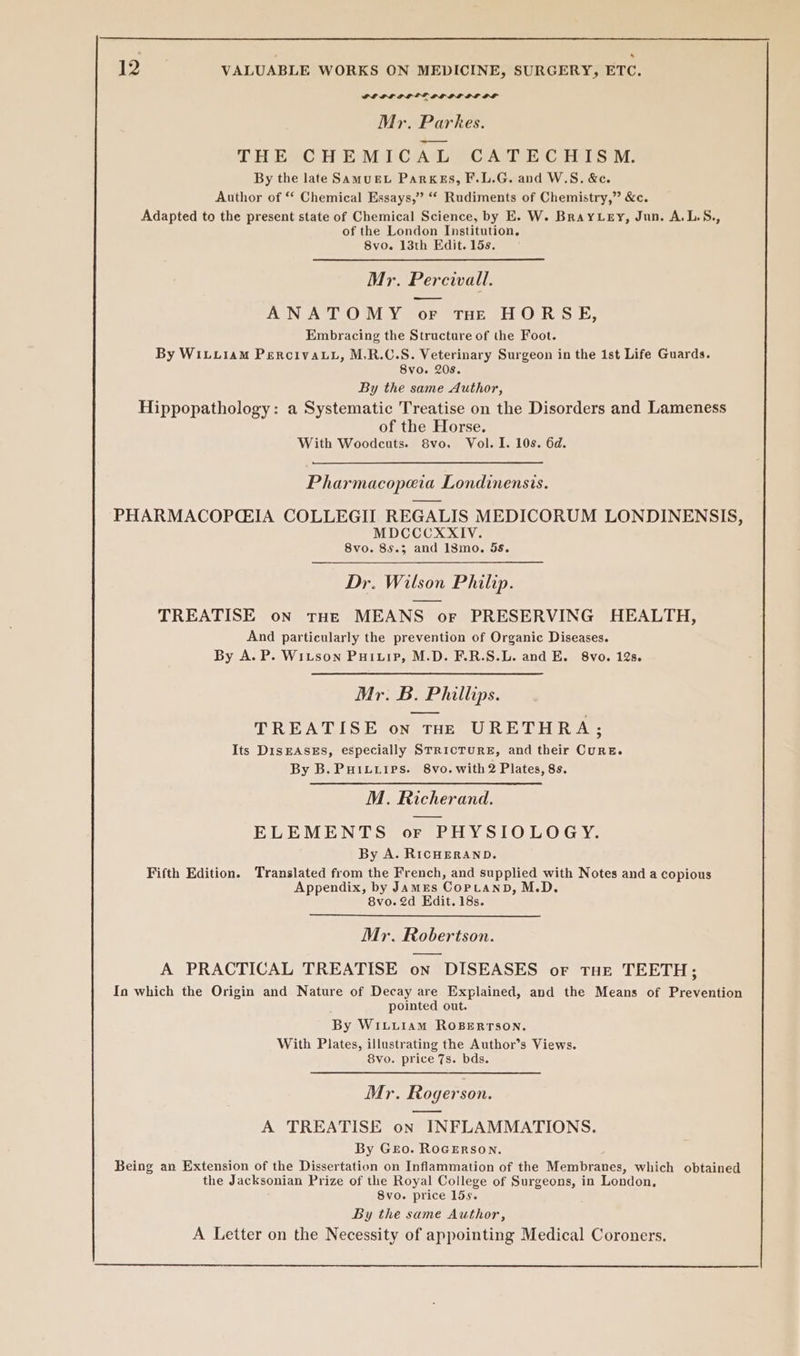 12 VALUABLE WORKS ON MEDICINE, SURGERY, ETC.
Mr. Parkes.
THE CHEMICAL CATECHISM.
By the late SAMUEL PARKES, F.L.G. and W.S. &c.
Author of “ Chemical Essays,” “ Rudiments of Chemistry,” &c.
Adapted to the present state of Chemical Science, by E. W. BRAYLEY, Jun. A.L.S.,
of the London Institution.
8vo. 13th Edit. 15s.
Mr. Percivall.
ANATOMY OF THE HORSE,
Embracing the Structure of the Foot.
By WILLIAM PERCIVALL, M.R.C.S. Veterinary Surgeon in the 1st Life Guards.
8vo. 20s.
By the same Author,
Hippopathology: a Systematic Treatise on the Disorders and Lameness
of the Horse.
With Woodcuts. 8vo. Vol. I. 10s. 6d.
Pharmacopœia Londinensis.
PHARMACOPŒIA COLLEGII REGALIS MEDICORUM LONDINENSIS,
MDCCCXXIV.
8vo. 8s.; and 18mo. 5s.
Dr. Wilson Philip.
TREATISE ON THE MEANS OF PRESERVING HEALTH,
And particularly the prevention of Organic Diseases.
By A. P. WILSON PHILIP, M.D. F.R.S.L. and E. 8vo. 12s.
Mr. B. Phillips.
TREATISE ON THE URETHRA;
Its DISEASES, especially STRICTURE, and their CURE.
By B. PHILLIPS. 8vo. with 2 Plates, 8s.
M. Richerand.
ELEMENTS OF PHYSIOLOGY.
By A. RICHERAND.
Fifth Edition. Translated from the French, and supplied with Notes and a copious
Appendix, by JAMES COPLAND, M.D.
8vo. 2d Edit. 18s.
Mr. Robertson.
A PRACTICAL TREATISE ON DISEASES OF THE TEETH;
In which the Origin and Nature of Decay are Explained, and the Means of Prevention
pointed out.
By WILLIAM ROBERTSON.
With Plates, illustrating the Author’s Views.
8vo. price 7s. bds.
Mr. Rogerson.
A TREATISE ON INFLAMMATIONS.
By GEO. ROGERSON.
Being an Extension of the Dissertation on Inflammation of the Membranes, which obtained
the Jacksonian Prize of the Royal College of Surgeons, in London.
8vo. price 15s.
By the same Author,
A Letter on the Necessity of appointing Medical Coroners.